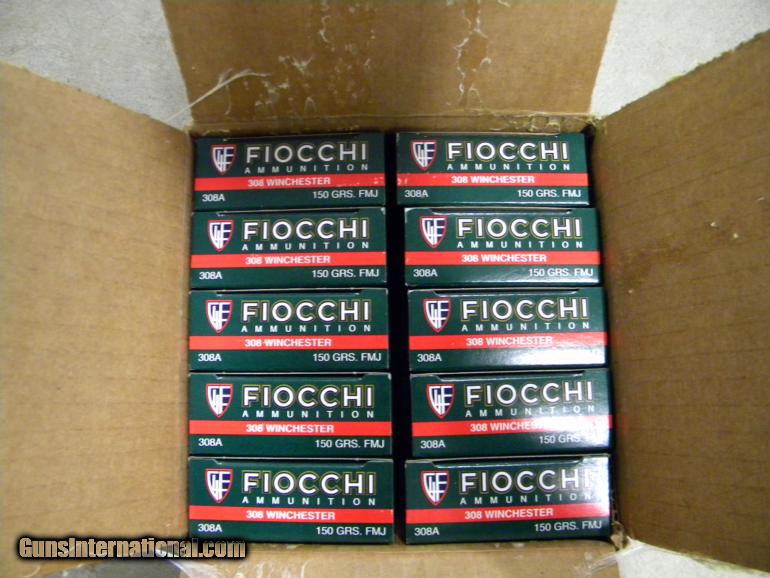 FIOCCHI
AMMUNITION
308 WINCHESTER
308A 150 GRS. FMJ
FIOCCHI
AMMUNITION
308 WINCHESTER
150 GRS. FMJ
FIOCCHI
AMMUNITION
308 WINCHESTER
308A 150 GRS. FMJ
FIOCCHI
AMMUNITION
308 WINCHESTER
308A 150 GRS. FMJ
FIOCCHI
AMMUNITION
308 WINCHESTER
308A 150 GRS. FMJ
FIOCCHI
AMMUNITION
308 WINCHESTER
308A 150 GRS. FMJ
FIOCCHI
AMMUNITION
308 WINCHESTER
308A 150 GRS. FMJ
FIOCCHI
AMMUNITION
308 WINCHESTER
308A 150 GRS. FMJ
FIOCCHI
AMMUNITION
308 WINCHESTER
308A 150 GRS. FMJ
FIOCCHI
AMMUNITION
308 WINCHESTER
308A 150 GRS. FMJ
GunsInternational.com